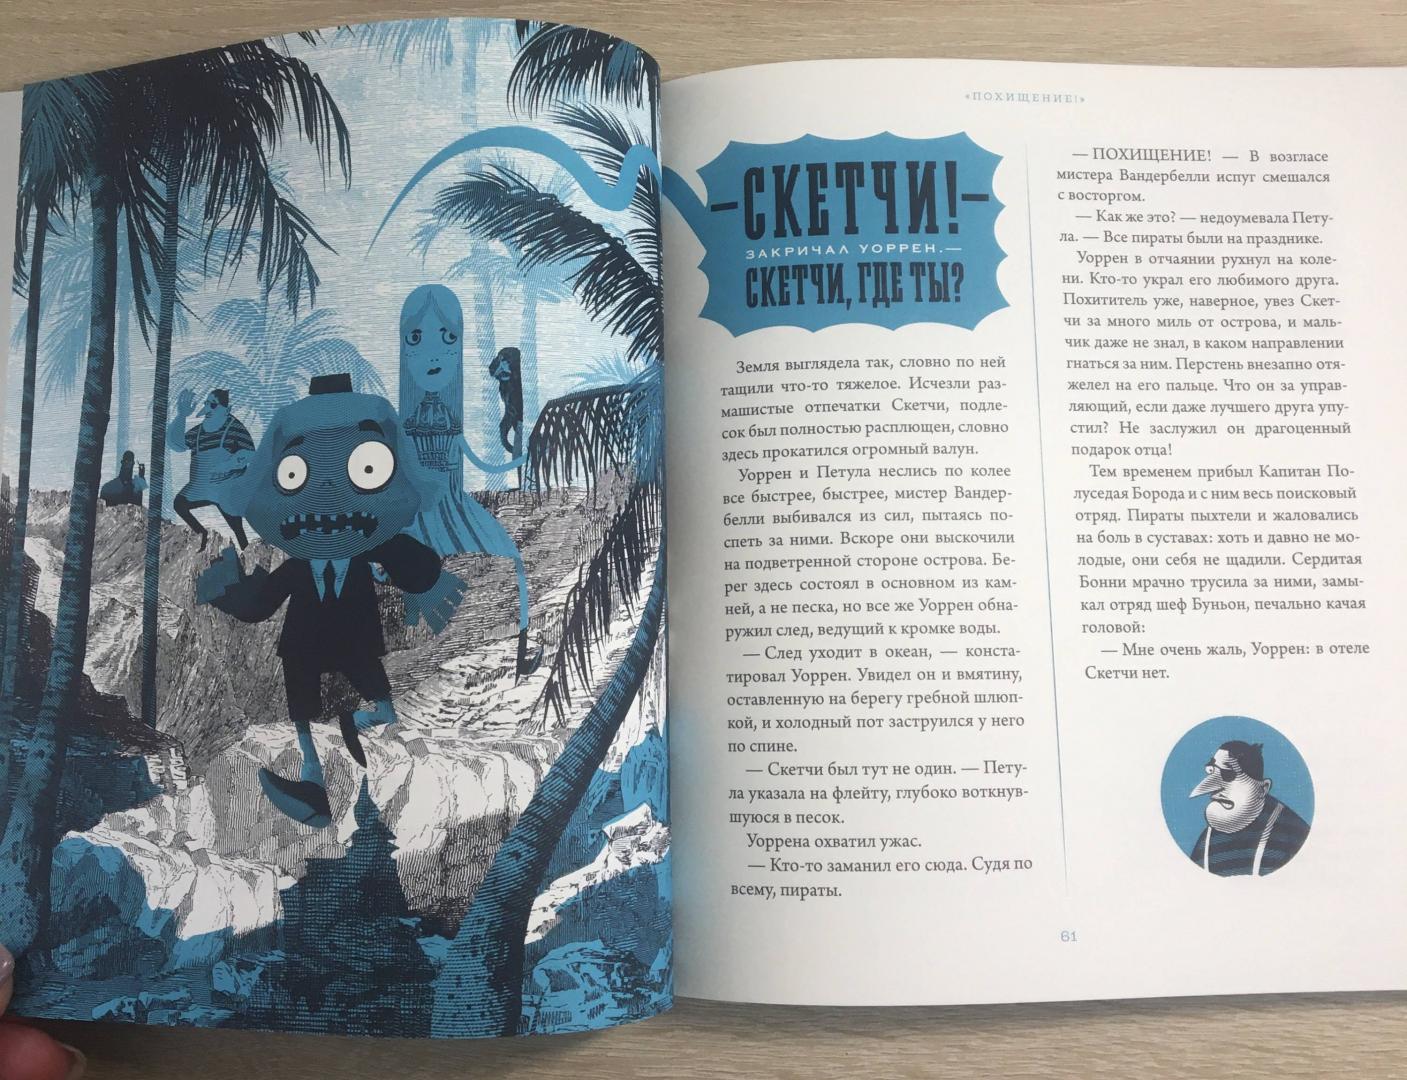 «ПОХИЩЕНИЕ!»
—СКЕТЧИ!—
ЗАКРИЧАЛ УОРРЕН.—
СКЕТЧИ, ГДЕ ТЫ?
Земля выглядела так, словно по ней
тащили что-то тяжелое. Исчезли раз-
машистые отпечатки Скетчи, подле-
сок был полностью расплющен, словно
здесь прокатился огромный валун.
Уоррен и Петула неслись по колее
все быстрее, быстрее, мистер Вандер-
белли выбивался из сил, пытаясь по-
спеть за ними. Вскоре они выскочили
на подветренной стороне острова. Бе-
рег здесь состоял в основном из кам-
ней, а не песка, но все же Уоррен обна-
ружил след, ведущий к кромке воды.
— След уходит в океан, — конста-
тировал Уоррен. Увидел он и вмятину,
оставленную на берегу гребной шлюп-
кой, и холодный пот заструился у него
по спине.
— Скетчи был тут не один. — Пету-
ла указала на флейту, глубоко воткнув-
шуюся в песок.
Уоррена охватил ужас.
— Кто-то заманил его сюда. Судя по
всему, пираты.
— ПОХИЩЕНИЕ! — В возгласе
мистера Вандербелли испуг смешался
с восторгом.
— Как же это? — недоумевала Пету-
ла. — Все пираты были на празднике.
Уоррен в отчаянии рухнул на коле-
ни. Кто-то украл его любимого друга.
Похититель уже, наверное, увез Скет-
чи за много миль от острова, и маль-
чик даже не знал, в каком направлении
гнаться за ним. Перстень внезапно отя-
желел на его пальце. Что он за управ-
ляющий, если даже лучшего друга упу-
стил? Не заслужил он драгоценный
подарок отца!
Тем временем прибыл Капитан По-
луседая Борода и с ним весь поисковый
отряд. Пираты пыхтели и жаловались
на боль в суставах: хоть и давно не мо-
лодые, они себя не щадили. Сердитая
Бонни мрачно трусила за ними, замы-
кал отряд шеф Буньон, печально качая
головой:
— Мне очень жаль, Уоррен: в отеле
Скетчи нет.
61